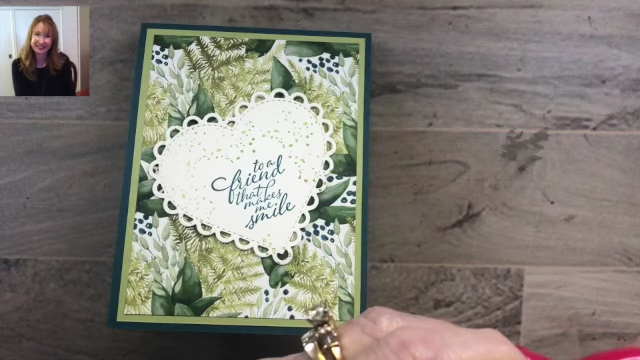 to a
friend
that
makes
me
smile